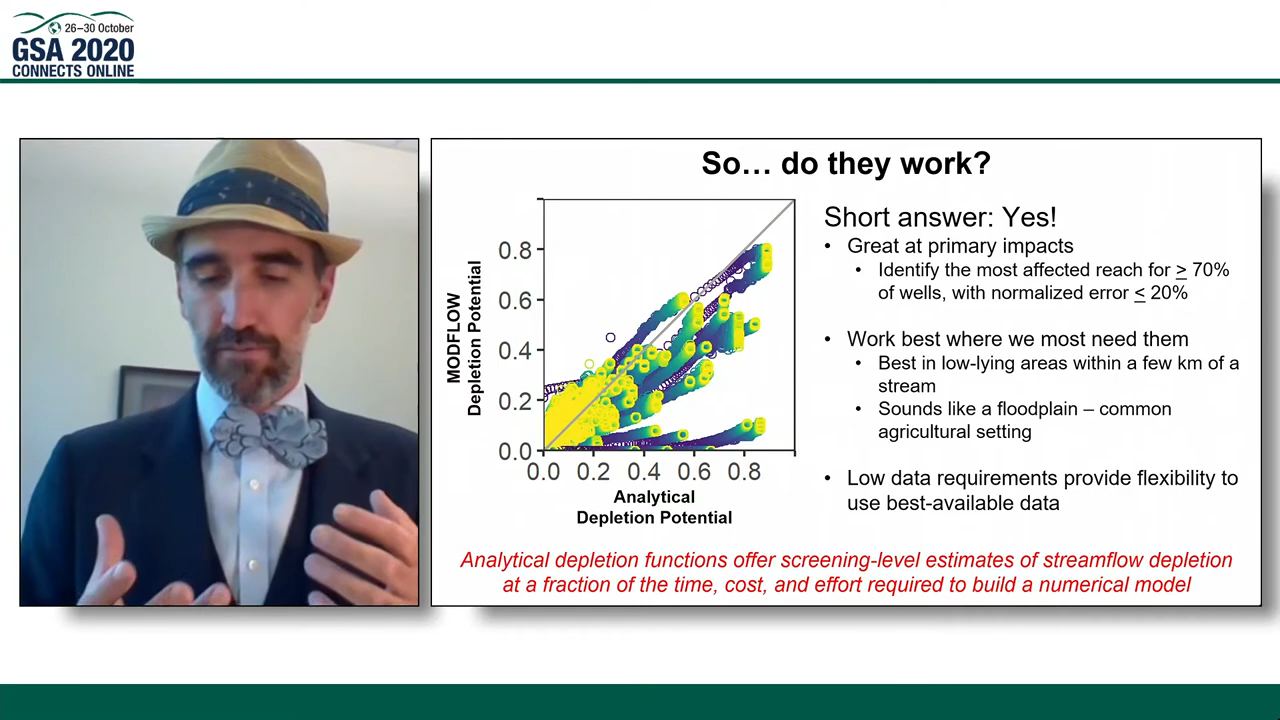 26–30 October
GSA 2020
CONNECTS ONLINE
So… do they work?
MODFLOW
Depletion Potential
0.8
0.6
0.4
0.2
0.0
0.0 0.2 0.4 0.6 0.8
Analytical
Depletion Potential
Short answer: Yes!
• Great at primary impacts
• Identify the most affected reach for ≥ 70%
of wells, with normalized error ≤ 20%
• Work best where we most need them
• Best in low-lying areas within a few km of a
stream
• Sounds like a floodplain – common
agricultural setting
• Low data requirements provide flexibility to
use best-available data
Analytical depletion functions offer screening-level estimates of streamflow depletion
at a fraction of the time, cost, and effort required to build a numerical model